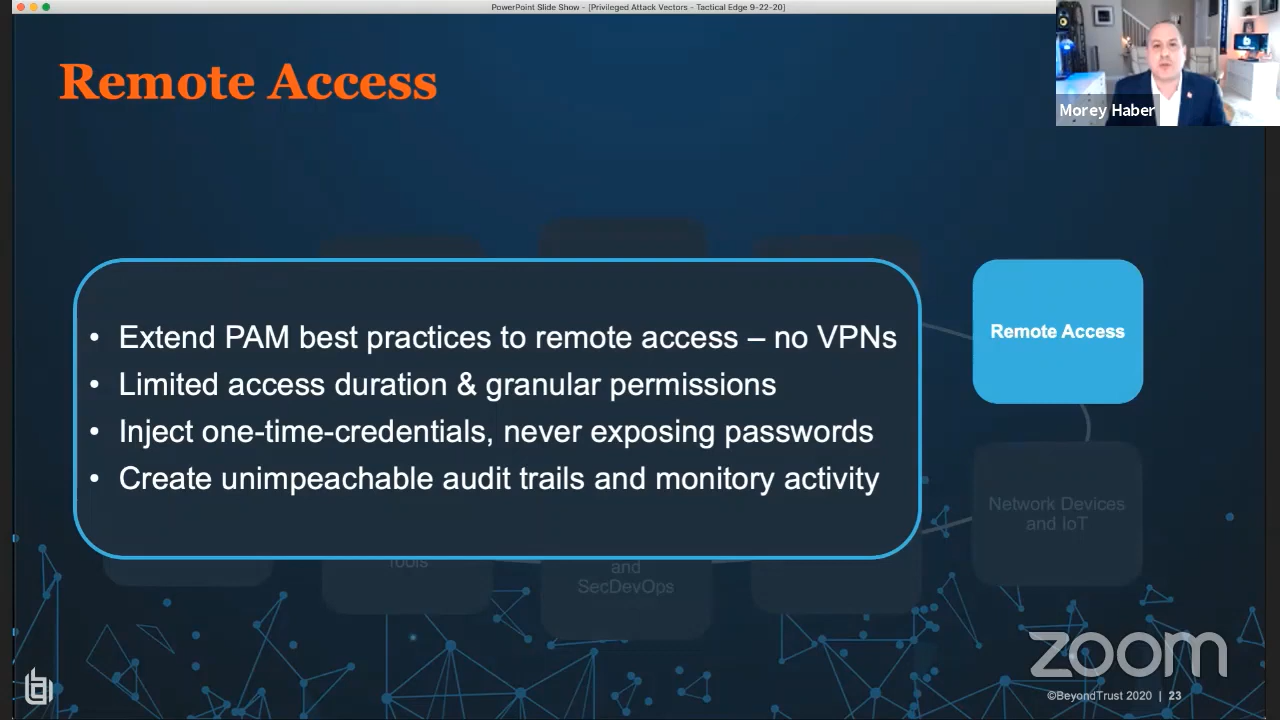 PowerPoint Slide Show - [Privileged Attack Vectors - Tactical Edge 9-22-20]
Remote Access
Morey Haber
• Extend PAM best practices to remote access – no VPNs
• Limited access duration & granular permissions
• Inject one-time-credentials, never exposing passwords
• Create unimpeachable audit trails and monitory activity
Remote Access
Network Devices
and IoT
Tools
and
SecDevOps
zoom
©BeyondTrust 2020 | 23